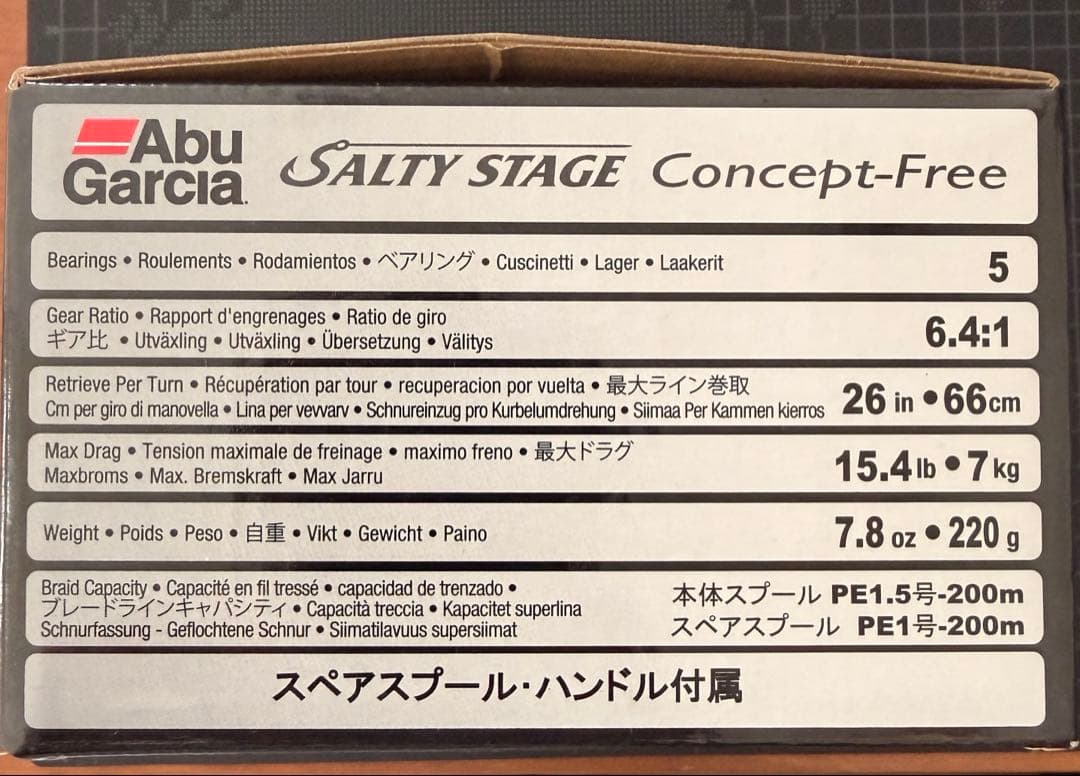 Abu Garcia. SALTY STAGE Concept-Free
Bearings • Roulements • Rodamientos • ベアリング • Cuscinetti • Lager • Laakerit 5
Gear Ratio • Rapport d'engrenages • Ratio de giro
ギア比 • Utväxling • Utväxling • Übersetzung • Välitys 6.4:1
Retrieve Per Turn • Récupération par tour • recuperacion por vuelta • 最大ライン巻取
Cm per giro di manovella • Lina per vevvarv • Schnureinzug pro Kurbelumdrehung • Siimaa Per Kammen kierros 26 in • 66cm
Max Drag • Tension maximale de freinage • maximo freno • 最大ドラグ
Maxbroms • Max. Bremskraft • Max Jarru 15.4 lb • 7 kg
Weight • Poids • Peso • 自重 • Vikt • Gewicht • Paino 7.8 oz • 220 g
Braid Capacity • Capacité en fil tressé • capacidad de trenzado •
ブレードラインキャパシティ • Capacità treccia • Kapacitet superlina
Schnurfassung - Geflochtene Schnur • Siimatilavuus supersiimat
本体スプール PE1.5号-200m
スペアスプール PE1号-200m
スペアスプール・ハンドル付属